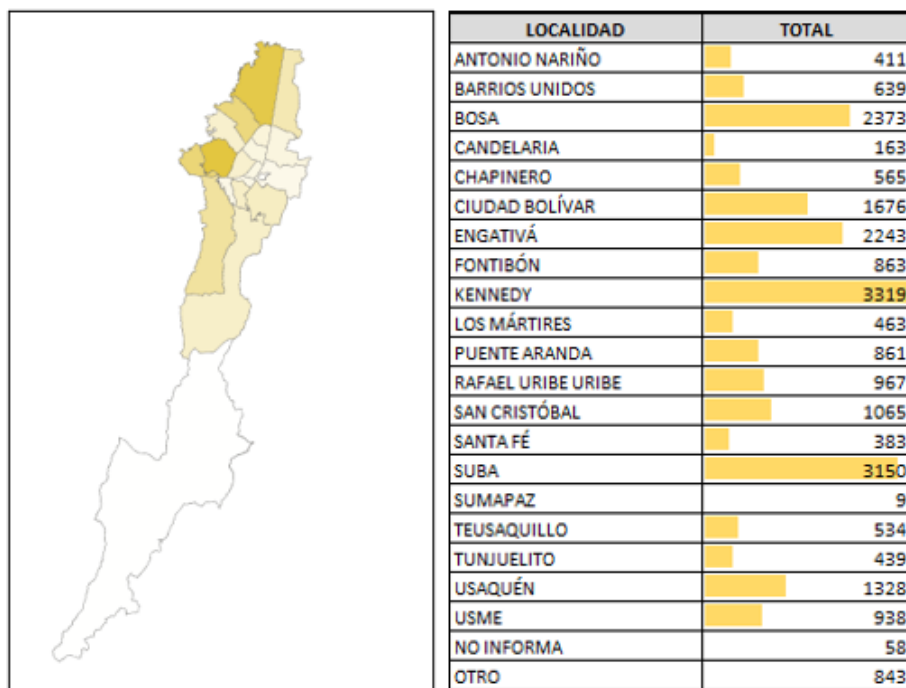 LOCALIDAD TOTAL
ANTONIO NARIÑO 411
BARRIOS UNIDOS 639
BOSA 2373
CANDELARIA 163
CHAPINERO 565
CIUDAD BOLÍVAR 1676
ENGATIVÁ 2243
FONTIBÓN 863
KENNEDY 3319
LOS MÁRTIRES 463
PUENTE ARANDA 861
RAFAEL URIBE URIBE 967
SAN CRISTÓBAL 1065
SANTA FÉ 383
SUBA 3150
SUMAPAZ 9
TEUSAQUILLO 534
TUNJUELITO 439
USAQUÉN 1328
USME 938
NO INFORMA 58
OTRO 843